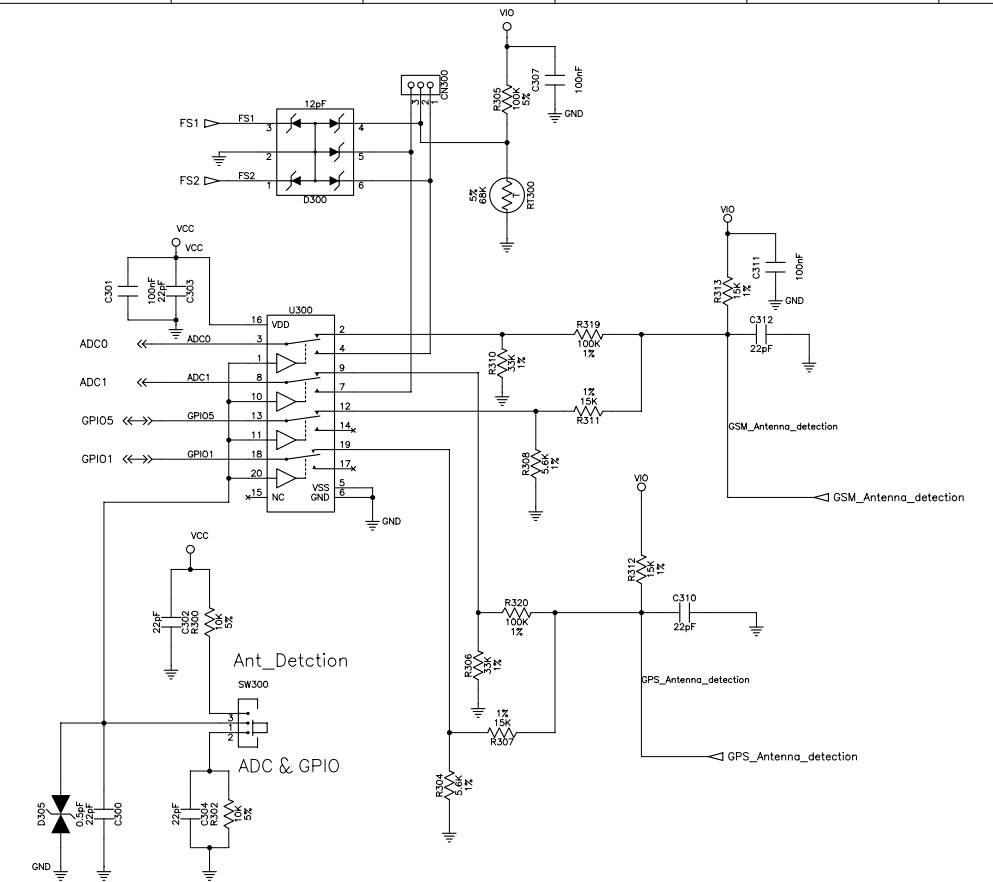 VIO
C307
100nF
R305
100K
5%
GND
CN300
3
2
1
12pF
FS1
FS1
3
4
2
5
FS2
FS2
1
6
D300
5%
68K
T
RT300
VCC
VCC
C301
100nF
22pF
C303
VIO
R313
15K
1%
C311
100nF
GND
U300
16
VDD
ADC0
ADC0
3
2
1
4
ADC1
ADC1
8
9
10
7
GPIO5
GPIO5
13
12
11
14
GPIO1
GPIO1
18
19
20
17
15
NC
VSS
GND
5
6
GND
R319
100K
1%
R310
33K
1%
C312
22pF
1%
15K
R311
R308
5.6K
1%
GSM_Antenna_detection
GSM_Antenna_detection
VIO
R312
15K
1%
VCC
22pF
C302
R300
10K
5%
R320
100K
1%
C310
22pF
R306
33K
1%
GPS_Antenna_detection
Ant_Detction
SW300
3
1
2
1%
15K
R307
GPS_Antenna_detection
ADC & GPIO
R304
5.6K
1%
D305
0.5pF
22pF
C300
22pF
C304
R302
10K
5%
GND